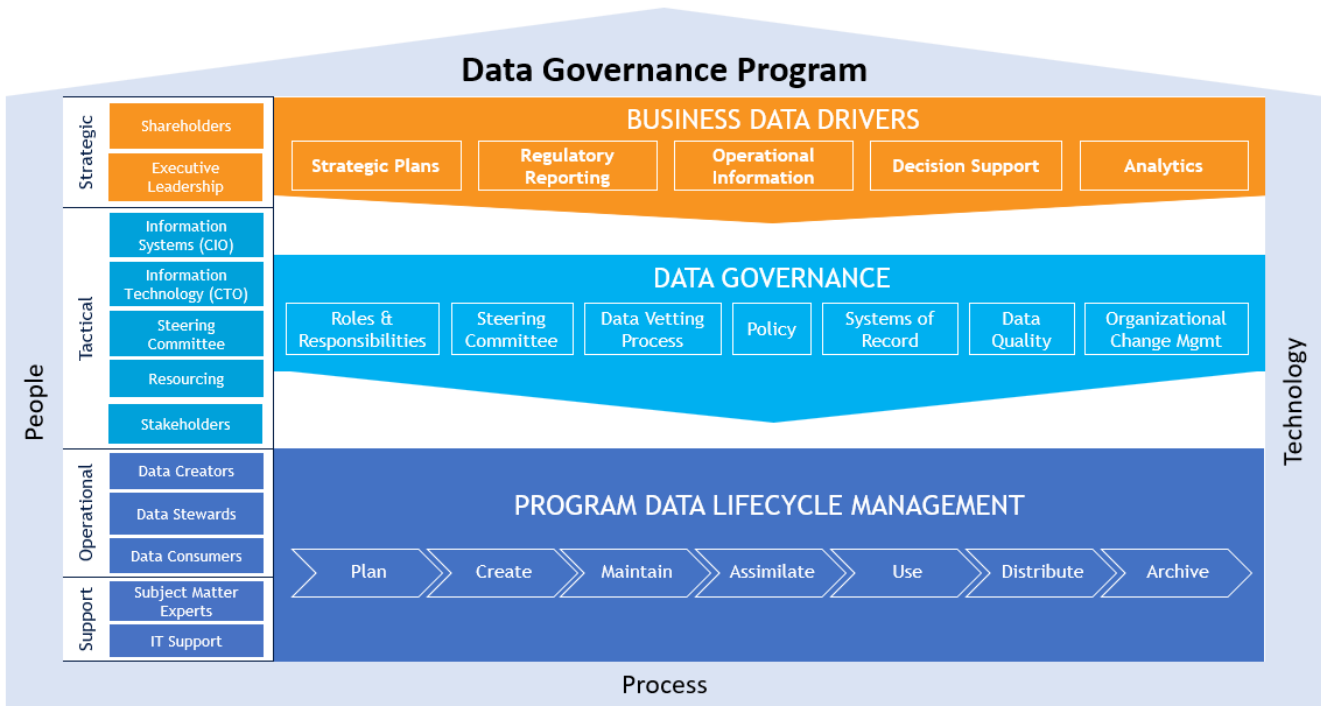 Data Governance Program
People
Strategic
Shareholders
Executive
Leadership
BUSINESS DATA DRIVERS
Strategic Plans
Regulatory
Reporting
Operational
Information
Decision Support
Analytics
Tactical
Information
Systems (CIO)
Information
Technology (CTO)
Steering
Committee
Resourcing
Stakeholders
DATA GOVERNANCE
Roles &
Responsibilities
Steering
Committee
Data Vetting
Process
Policy
Systems of
Record
Data
Quality
Organizational
Change Mgmt
Operational
Data Creators
Data Stewards
Data Consumers
Support
Subject Matter
Experts
IT Support
PROGRAM DATA LIFECYCLE MANAGEMENT
Plan
Create
Maintain
Assimilate
Use
Distribute
Archive
Technology
Process